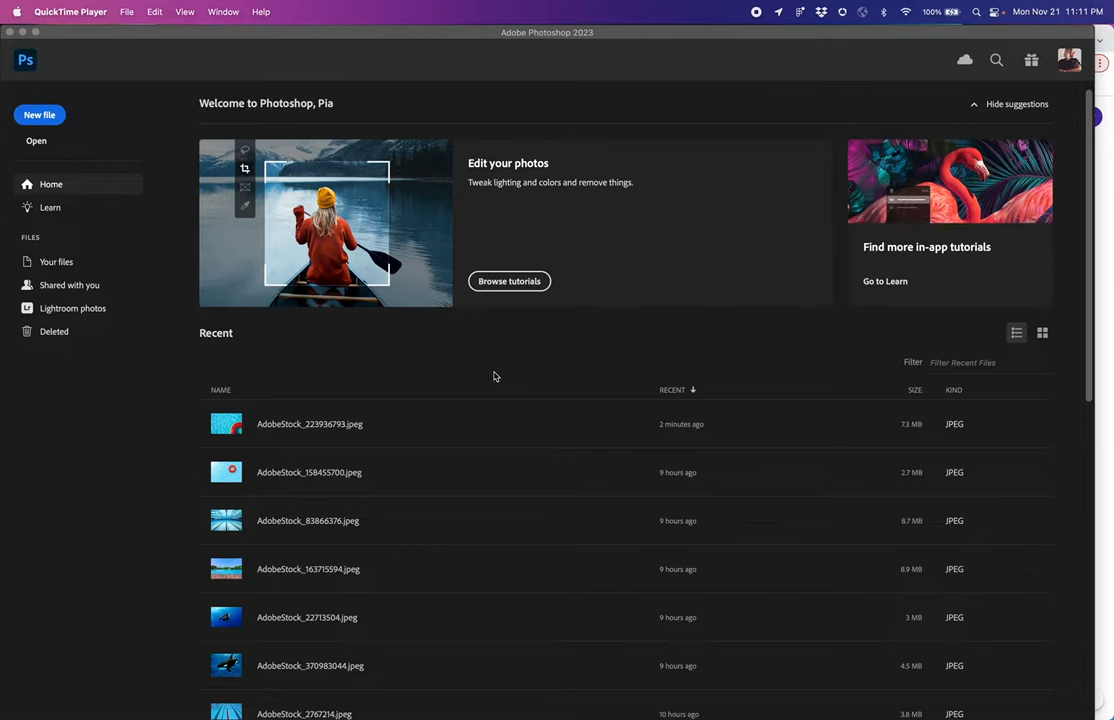 QuickTime Player File Edit View Window Help 100% Mon Nov 21 11:11 PM
Adobe Photoshop 2023
Ps
Welcome to Photoshop, Pia
Hide suggestions
New file
Open
Home
Learn
FILES
Your files
Shared with you
Lr Lightroom photos
Deleted
Edit your photos
Tweak lighting and colors and remove things.
Browse tutorials
Find more in-app tutorials
Go to Learn
Recent
Filter Filter Recent Files
NAME RECENT SIZE KIND
AdobeStock_223936793.jpeg 2 minutes ago 7.3 MB JPEG
AdobeStock_158455700.jpeg 9 hours ago 2.7 MB JPEG
AdobeStock_83866376.jpeg 9 hours ago 8.7 MB JPEG
AdobeStock_163715594.jpeg 9 hours ago 8.9 MB JPEG
AdobeStock_22713504.jpeg 9 hours ago 3 MB JPEG
AdobeStock_370983044.jpeg 9 hours ago 4.5 MB JPEG
AdobeStock_2767214.jpeg 10 hours ago 3.8 MB JPEG